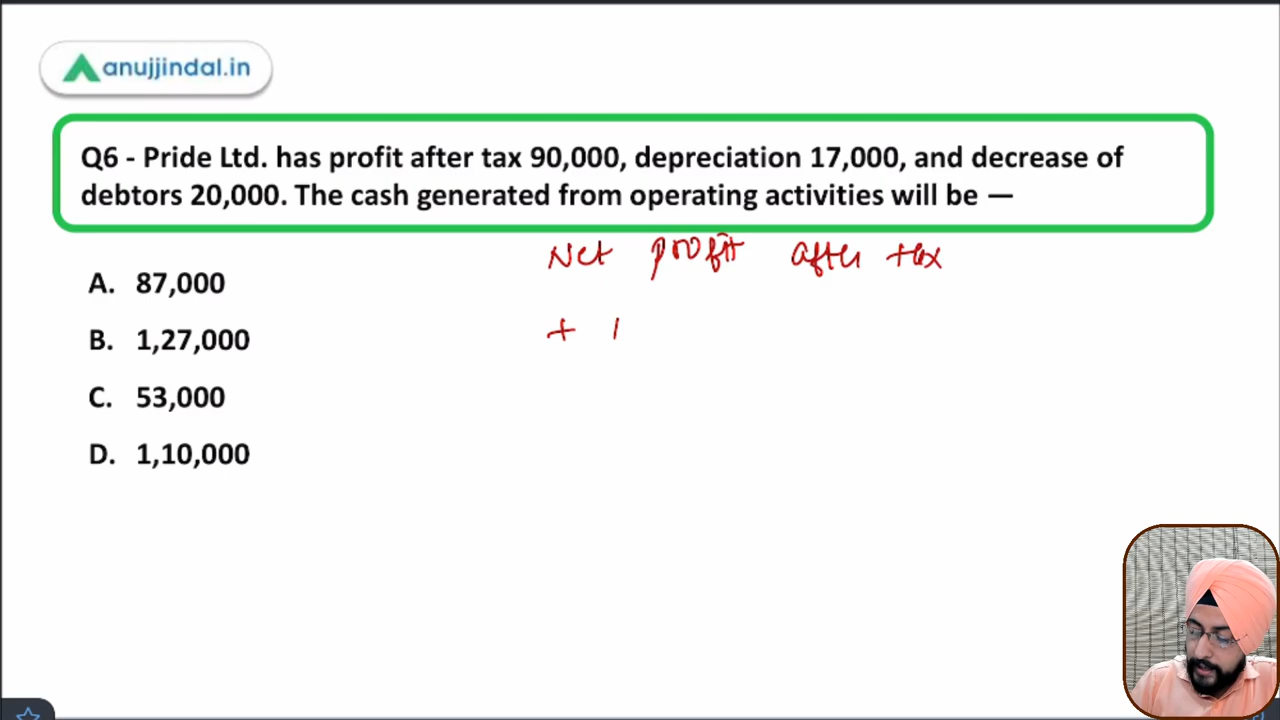 anujjindal.in
Q6 - Pride Ltd. has profit after tax 90,000, depreciation 17,000, and decrease of
debtors 20,000. The cash generated from operating activities will be —
Net profit after tax
A. 87,000
+
B. 1,27,000
C. 53,000
D. 1,10,000